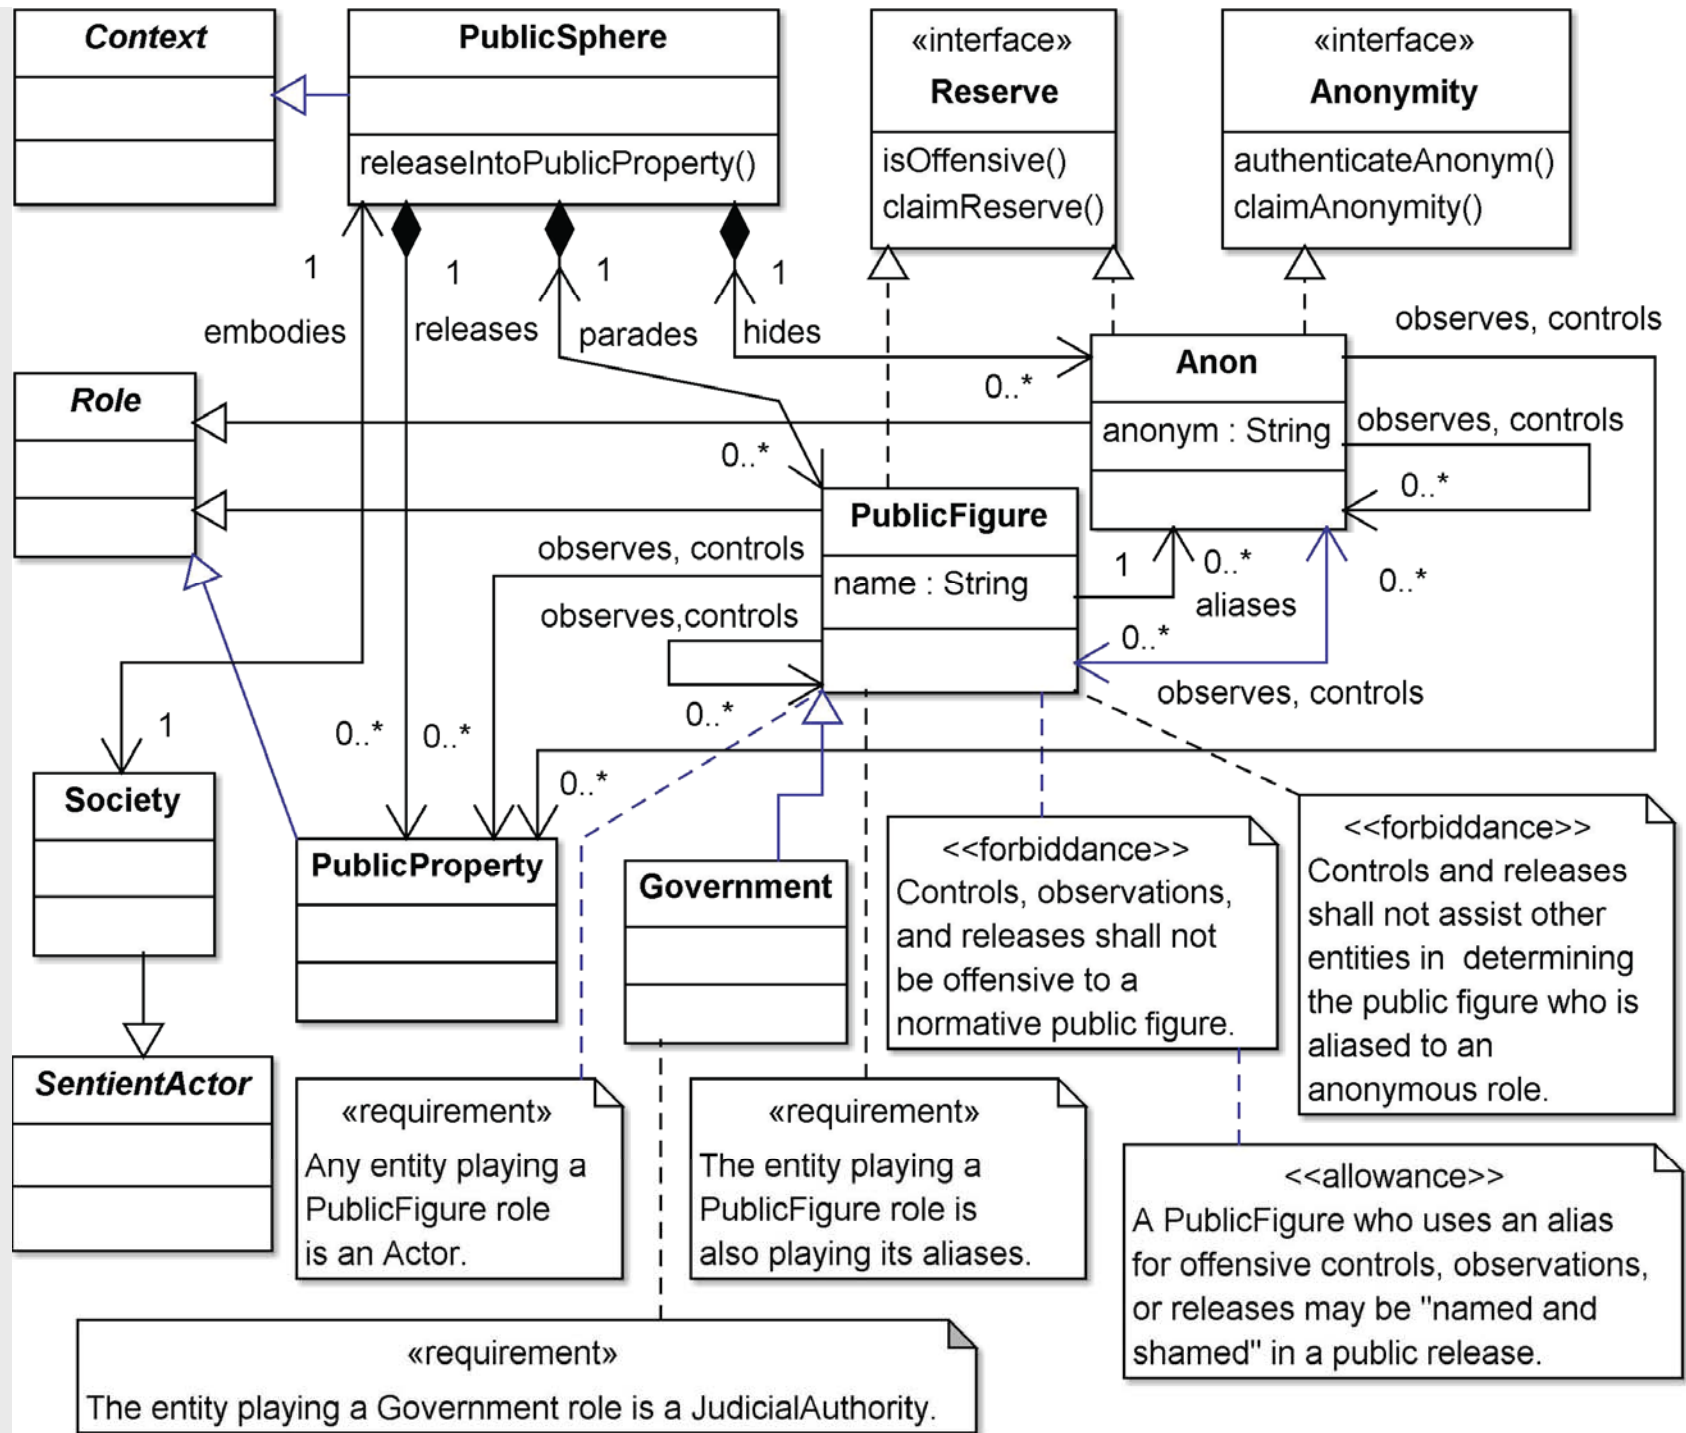 Context
PublicSphere
releaseIntoPublicProperty()
«interface»
Reserve
isOffensive()
claimReserve()
«interface»
Anonymity
authenticateAnonym()
claimAnonymity()
1
embodies
1
releases
1
parades
1
hides
0..*
observes, controls
Anon
anonym : String
observes, controls
0..*
Role
0..*
PublicFigure
name : String
observes, controls
observes,controls
0..*
1
0..*
aliases
0..*
0..*
observes, controls
1
0..*
0..*
0..*
Society
PublicProperty
Government
SentientActor
<<forbiddance>>
Controls, observations,
and releases shall not
be offensive to a
normative public figure.
<<forbiddance>>
Controls and releases
shall not assist other
entities in determining
the public figure who is
aliased to an
anonymous role.
«requirement»
Any entity playing a
PublicFigure role
is an Actor.
«requirement»
The entity playing a
PublicFigure role is
also playing its aliases.
<<allowance>>
A PublicFigure who uses an alias
for offensive controls, observations,
or releases may be "named and
shamed" in a public release.
«requirement»
The entity playing a Government role is a JudicialAuthority.